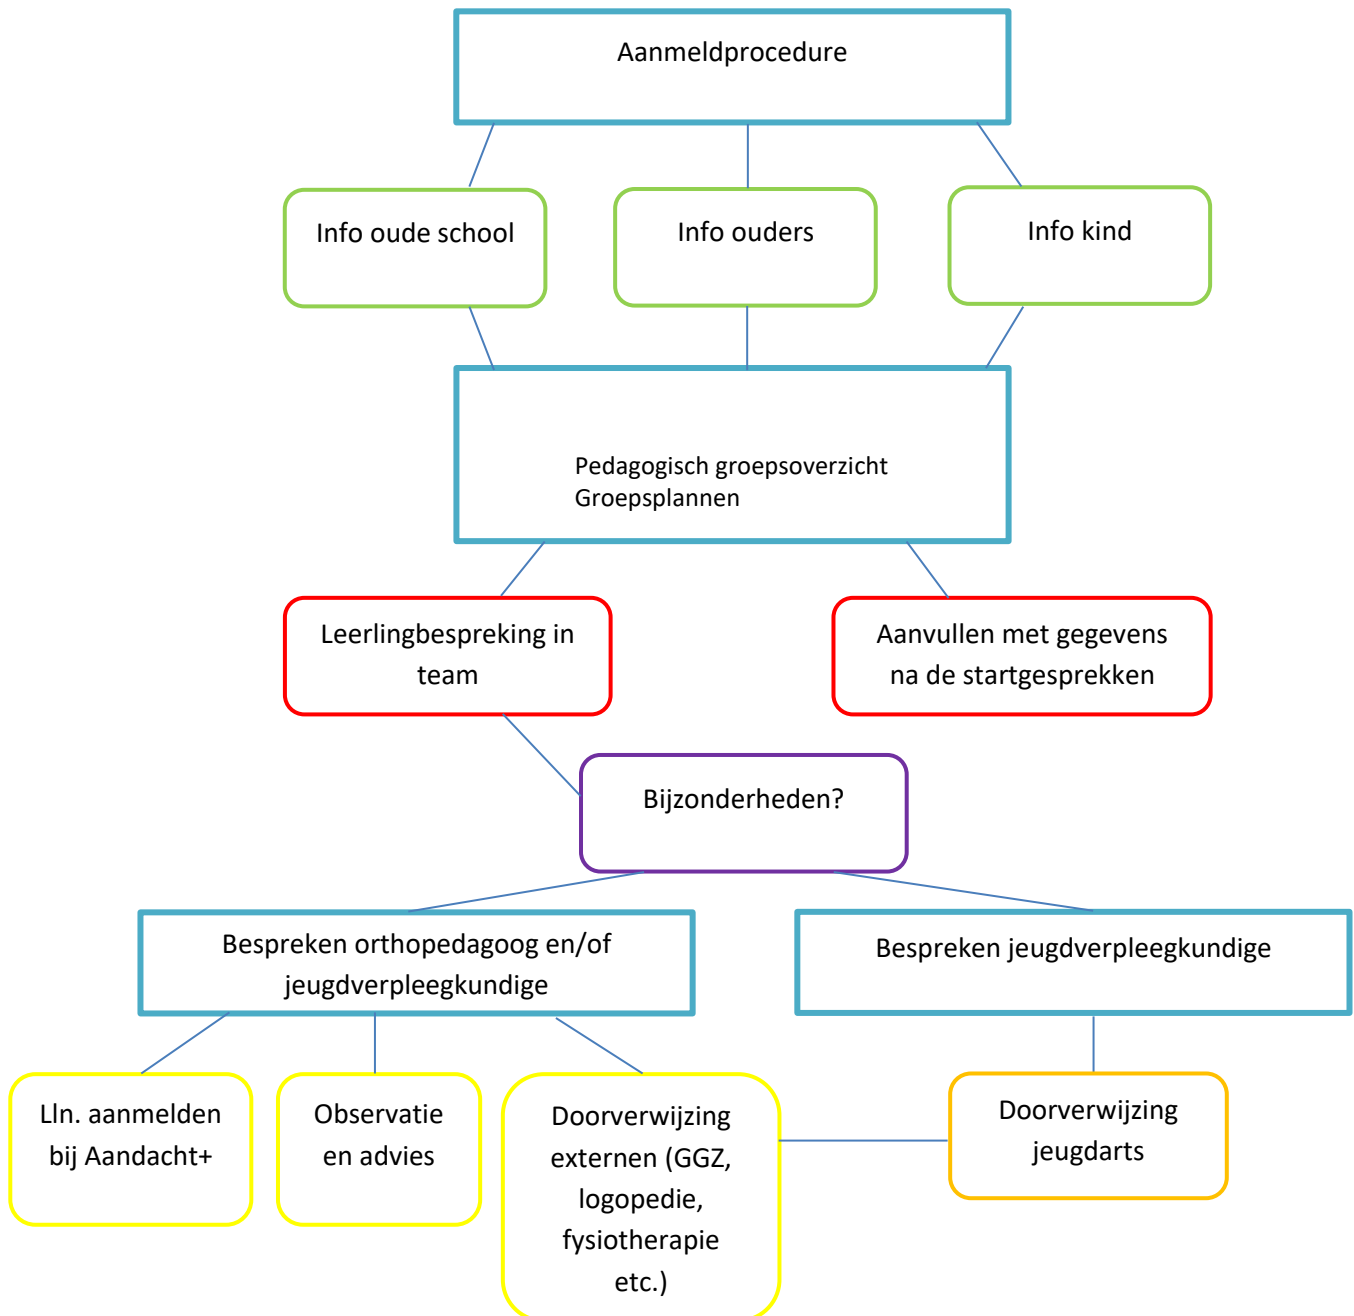 Aanmeldprocedure
Info oude school
Info ouders
Info kind
Pedagogisch groepsoverzicht
Groepsplannen
Leerlingbespreking in
team
Aanvullen met gegevens
na de startgesprekken
Bijzonderheden?
Bespreken orthopedagoog en/of
jeugdverpleegkundige
Bespreken jeugdverpleegkundige
Lln. aanmelden
bij Aandacht+
Observatie
en advies
Doorverwijzing
externen (GGZ,
logopedie,
fysiotherapie
etc.)
Doorverwijzing
jeugdarts